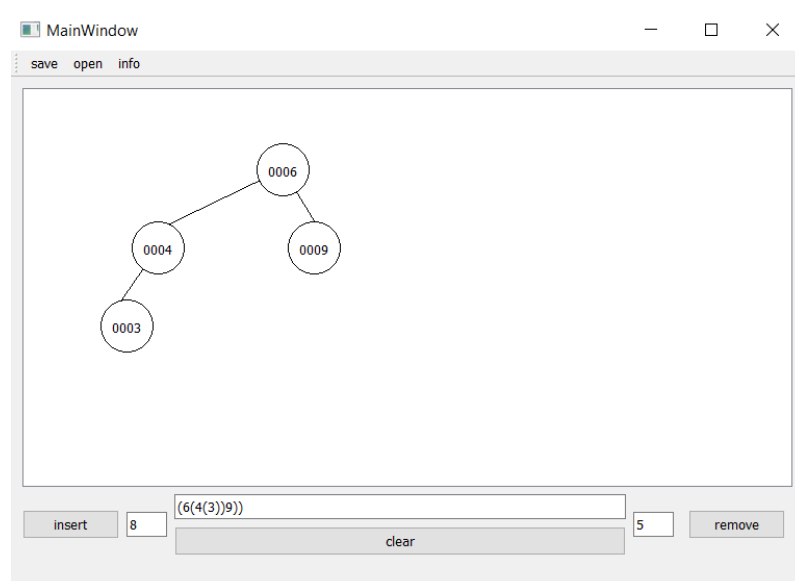 MainWindow
save open info
0006
0004 0009
0003
(6(4(3))9))
insert 8 5 remove
clear